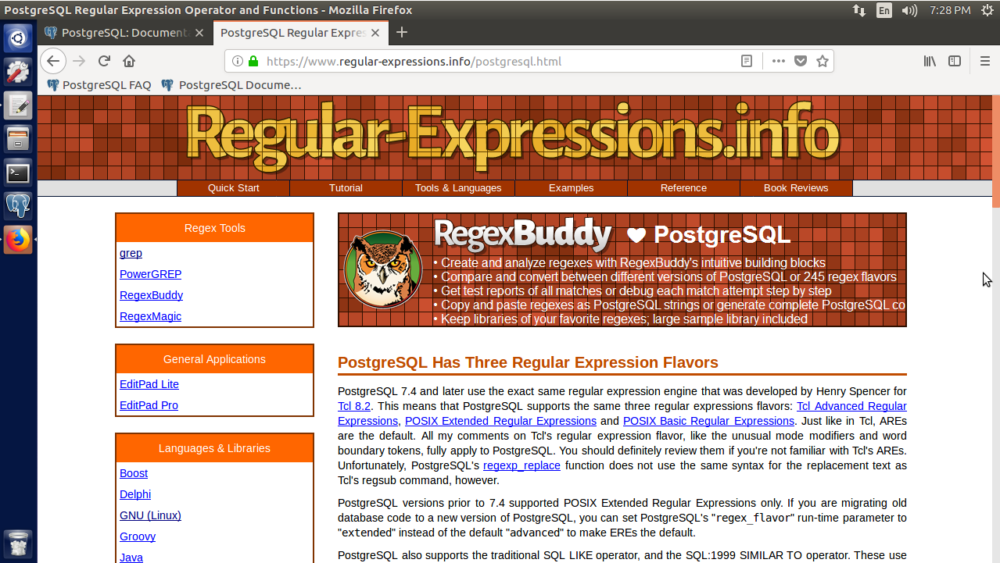 PostgreSQL Regular Expression Operator and Functions - Mozilla Firefox
En
7:28 PM
PostgreSQL: Document
PostgreSQL Regular Expres
https://www.regular-expressions.info/postgresql.html
PostgreSQL FAQ
PostgreSQL Docume…
Regular-Expressions.info
Quick Start
Tutorial
Tools & Languages
Examples
Reference
Book Reviews
Regex Tools
grep
PowerGREP
RegexBuddy
RegexMagic
General Applications
EditPad Lite
EditPad Pro
Languages & Libraries
Boost
Delphi
GNU (Linux)
Groovy
Java
RegexBuddy ♥ PostgreSQL
• Create and analyze regexes with RegexBuddy's intuitive building blocks
• Compare and convert between different versions of PostgreSQL or 245 regex flavors
• Get test reports of all matches or debug each match attempt step by step
• Copy and paste regexes as PostgreSQL strings or generate complete PostgreSQL co
• Keep libraries of your favorite regexes; large sample library included
PostgreSQL Has Three Regular Expression Flavors
PostgreSQL 7.4 and later use the exact same regular expression engine that was developed by Henry Spencer for
Tcl 8.2. This means that PostgreSQL supports the same three regular expressions flavors: Tcl Advanced Regular
Expressions, POSIX Extended Regular Expressions and POSIX Basic Regular Expressions. Just like in Tcl, AREs
are the default. All my comments on Tcl's regular expression flavor, like the unusual mode modifiers and word
boundary tokens, fully apply to PostgreSQL. You should definitely review them if you're not familiar with Tcl's AREs.
Unfortunately, PostgreSQL's regexp_replace function does not use the same syntax for the replacement text as
Tcl's regsub command, however.
PostgreSQL versions prior to 7.4 supported POSIX Extended Regular Expressions only. If you are migrating old
database code to a new version of PostgreSQL, you can set PostgreSQL's "regex_flavor" run-time parameter to
"extended" instead of the default "advanced" to make EREs the default.
PostgreSQL also supports the traditional SQL LIKE operator, and the SQL:1999 SIMILAR TO operator. These use